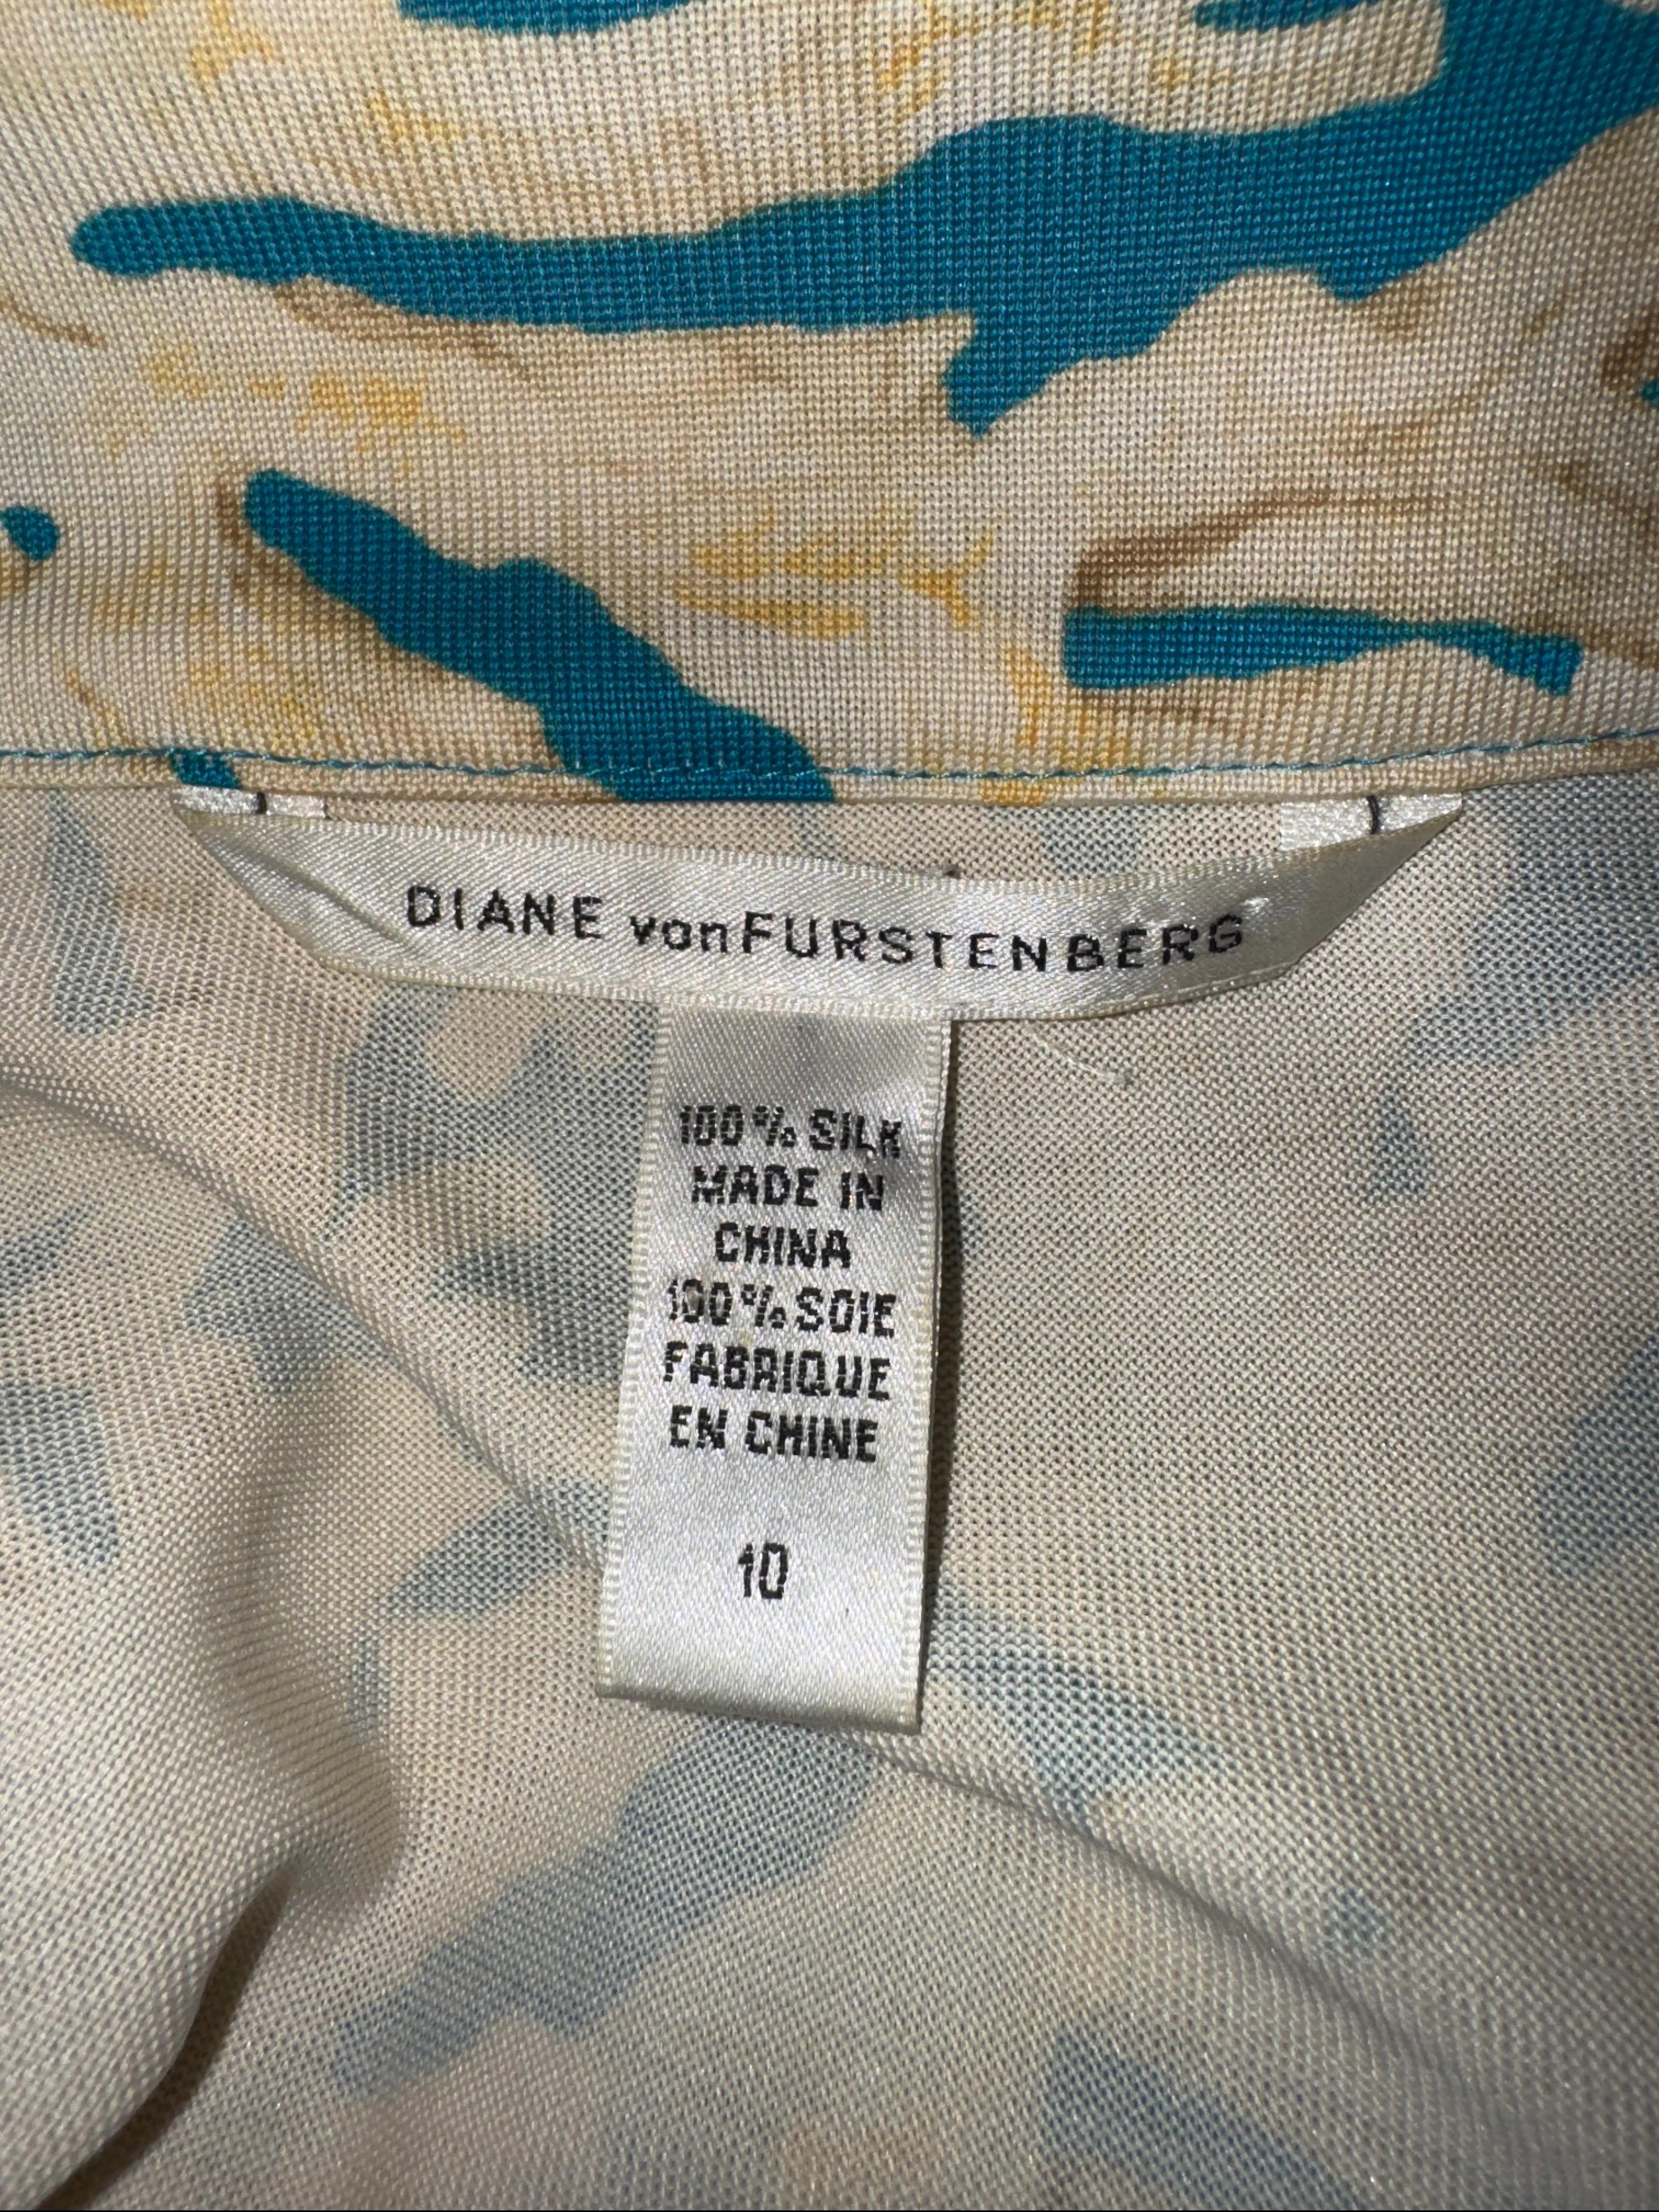 DIANE von FURSTENBERG
100% SILK
MADE IN
CHINA
100% SOIE
FABRIQUE
EN CHINE
10